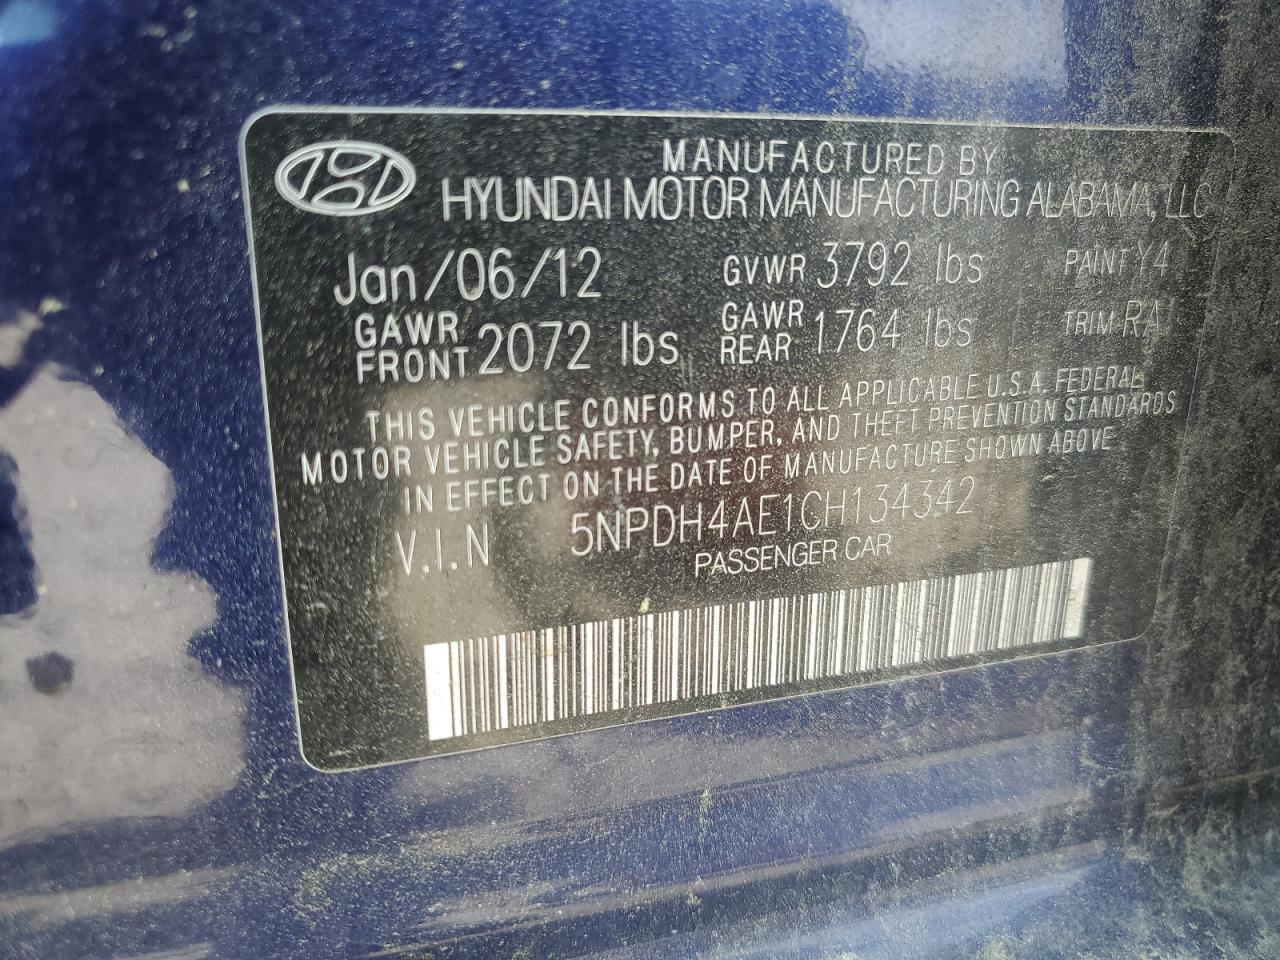 MANUFACTURED BY
HYUNDAI MOTOR MANUFACTURING ALABAMA, LLC
Jan/06/12 GVWR 3792 lbs PAINT Y4
GAWR FRONT 2072 lbs GAWR REAR 1764 lbs TRIM RA
THIS VEHICLE CONFORMS TO ALL APPLICABLE U.S.A. FEDERAL
MOTOR VEHICLE SAFETY, BUMPER, AND THEFT PREVENTION STANDARDS
IN EFFECT ON THE DATE OF MANUFACTURE SHOWN ABOVE
V.I.N 5NPDH4AE1CH134342
PASSENGER CAR